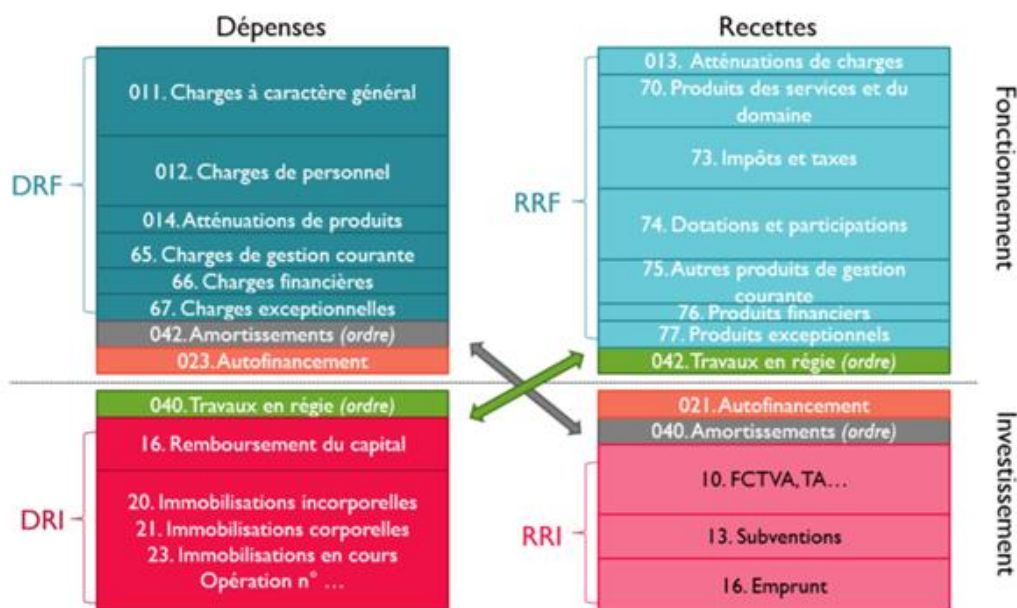 Dépenses
Recettes
DRF
011. Charges à caractère général
012. Charges de personnel
014. Atténuations de produits
65. Charges de gestion courante
66. Charges financières
67. Charges exceptionnelles
042. Amortissements (ordre)
023. Autofinancement
RRF
013. Atténuations de charges
70. Produits des services et du
domaine
73. Impôts et taxes
74. Dotations et participations
75. Autres produits de gestion
courante
76. Produits financiers
77. Produits exceptionnels
042. Travaux en régie (ordre)
Fonctionnement
040. Travaux en régie (ordre)
DRI
16. Remboursement du capital
20. Immobilisations incorporelles
21. Immobilisations corporelles
23. Immobilisations en cours
Opération n° ...
021. Autofinancement
040. Amortissements (ordre)
RRI
10. FCTVA, TA...
13. Subventions
16. Emprunt
Investissement